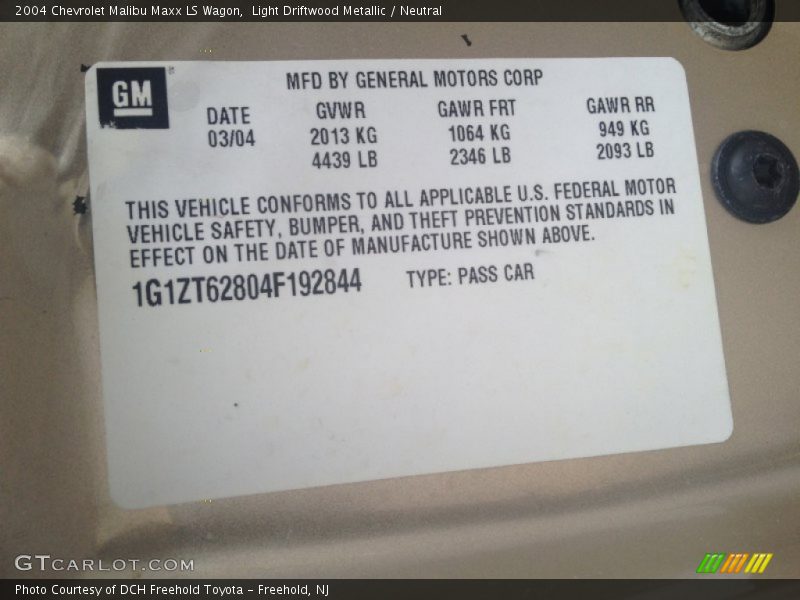 2004 Chevrolet Malibu Maxx LS Wagon,  Light Driftwood Metallic / Neutral
GM
MFD BY GENERAL MOTORS CORP
DATE GVWR GAWR FRT GAWR RR
03/04 2013 KG 1064 KG 949 KG
4439 LB 2346 LB 2093 LB
THIS VEHICLE CONFORMS TO ALL APPLICABLE U.S. FEDERAL MOTOR
VEHICLE SAFETY, BUMPER, AND THEFT PREVENTION STANDARDS IN
EFFECT ON THE DATE OF MANUFACTURE SHOWN ABOVE.
1G1ZT62804F192844 TYPE: PASS CAR
GTCARLOT.COM
Photo Courtesy of DCH Freehold Toyota - Freehold, NJ